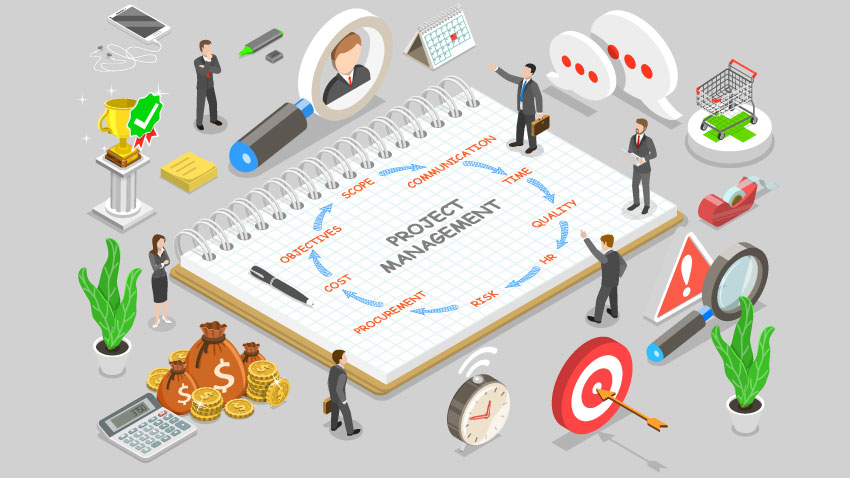 PROJECT
MANAGEMENT
SCOPE
COMMUNICATION
TIME
QUALITY
HR
RISK
PROCUREMENT
COST
OBJECTIVES
$
$